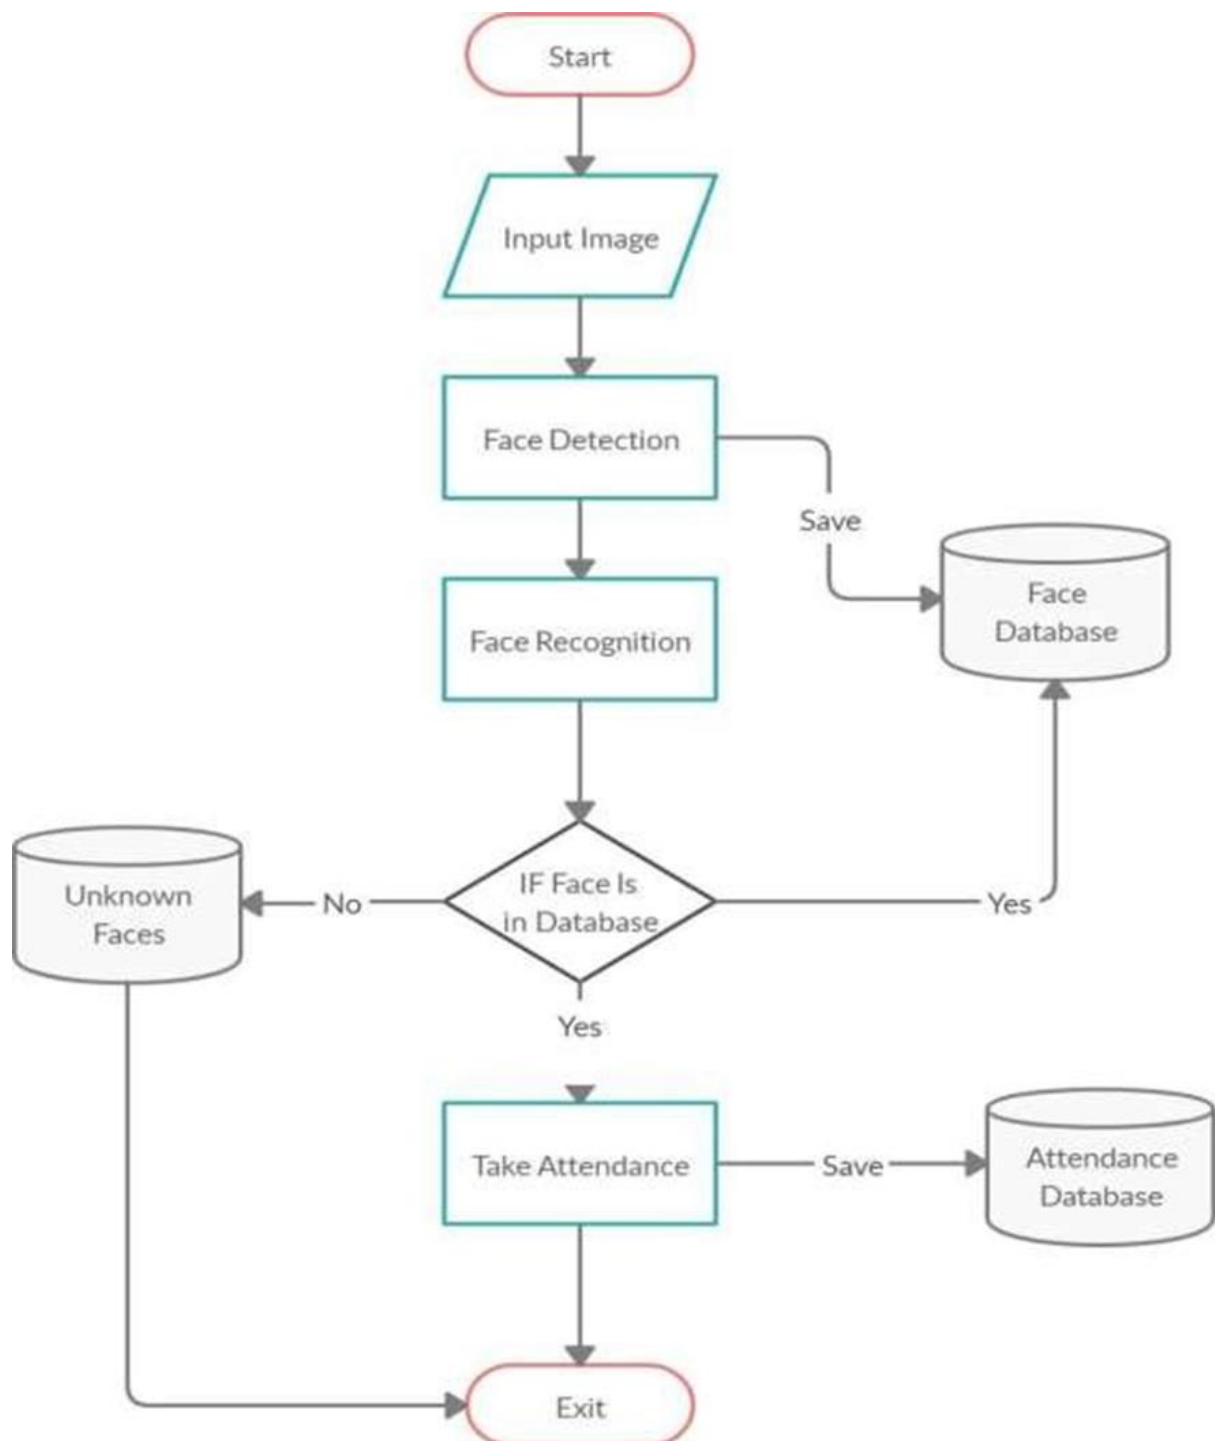 Start
Input Image
Face Detection
Save
Face
Database
Face Recognition
IF Face Is
in Database
No
Unknown
Faces
Yes
Yes
Take Attendance
Save
Attendance
Database
Exit